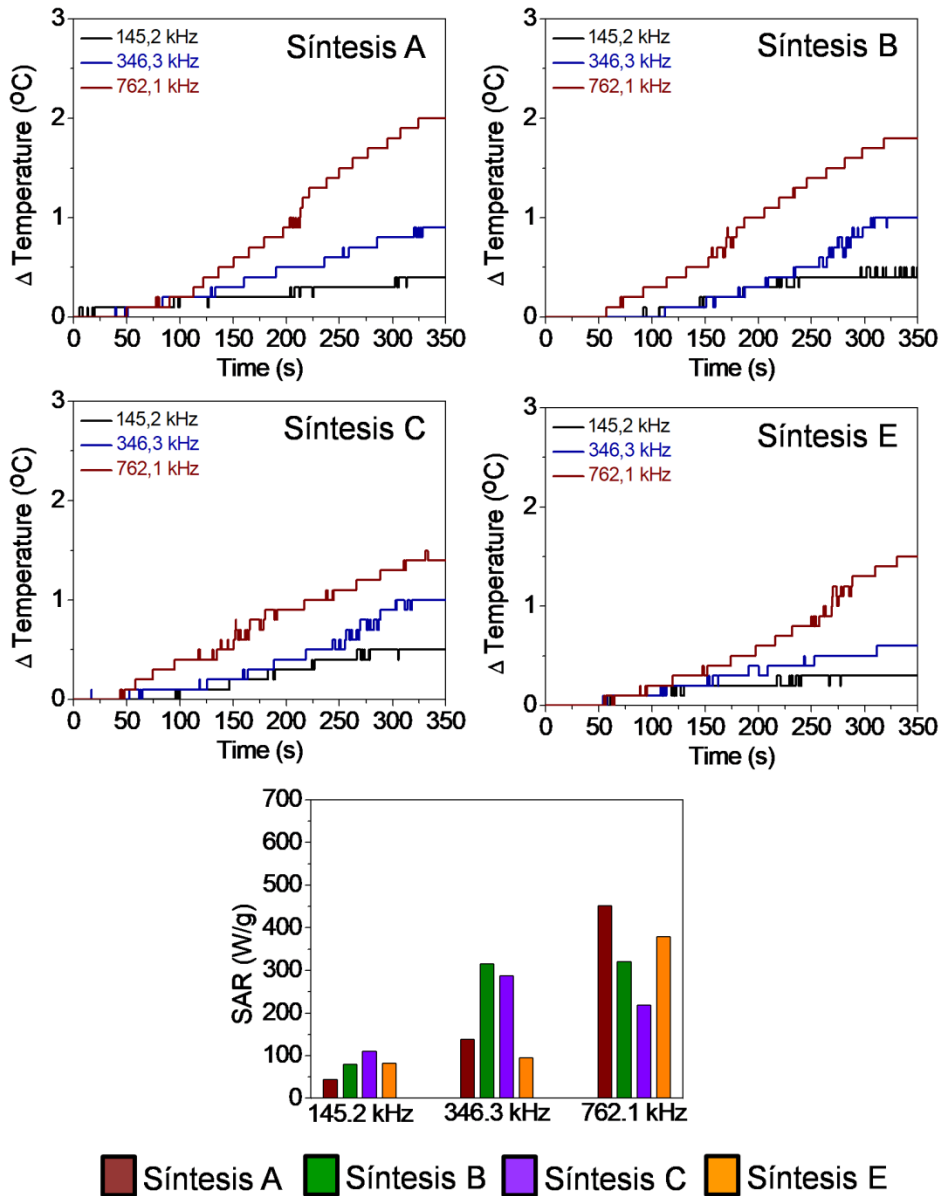 145,2 kHz
346,3 kHz
762,1 kHz
Síntesis A
3
2
1
0
Δ Temperature (ºC)
0 50 100 150 200 250 300 350
Time (s)
145,2 kHz
346,3 kHz
762,1 kHz
Síntesis B
3
2
1
0
Δ Temperature (ºC)
0 50 100 150 200 250 300 350
Time (s)
145,2 kHz
346,3 kHz
762,1 kHz
Síntesis C
3
2
1
0
Δ Temperature (ºC)
0 50 100 150 200 250 300 350
Time (s)
145,2 kHz
346,3 kHz
762,1 kHz
Síntesis E
3
2
1
0
Δ Temperature (ºC)
0 50 100 150 200 250 300 350
Time (s)
700
600
500
400
300
200
100
0
SAR (W/g)
145.2 kHz 346.3 kHz 762.1 kHz
Síntesis A Síntesis B Síntesis C Síntesis E